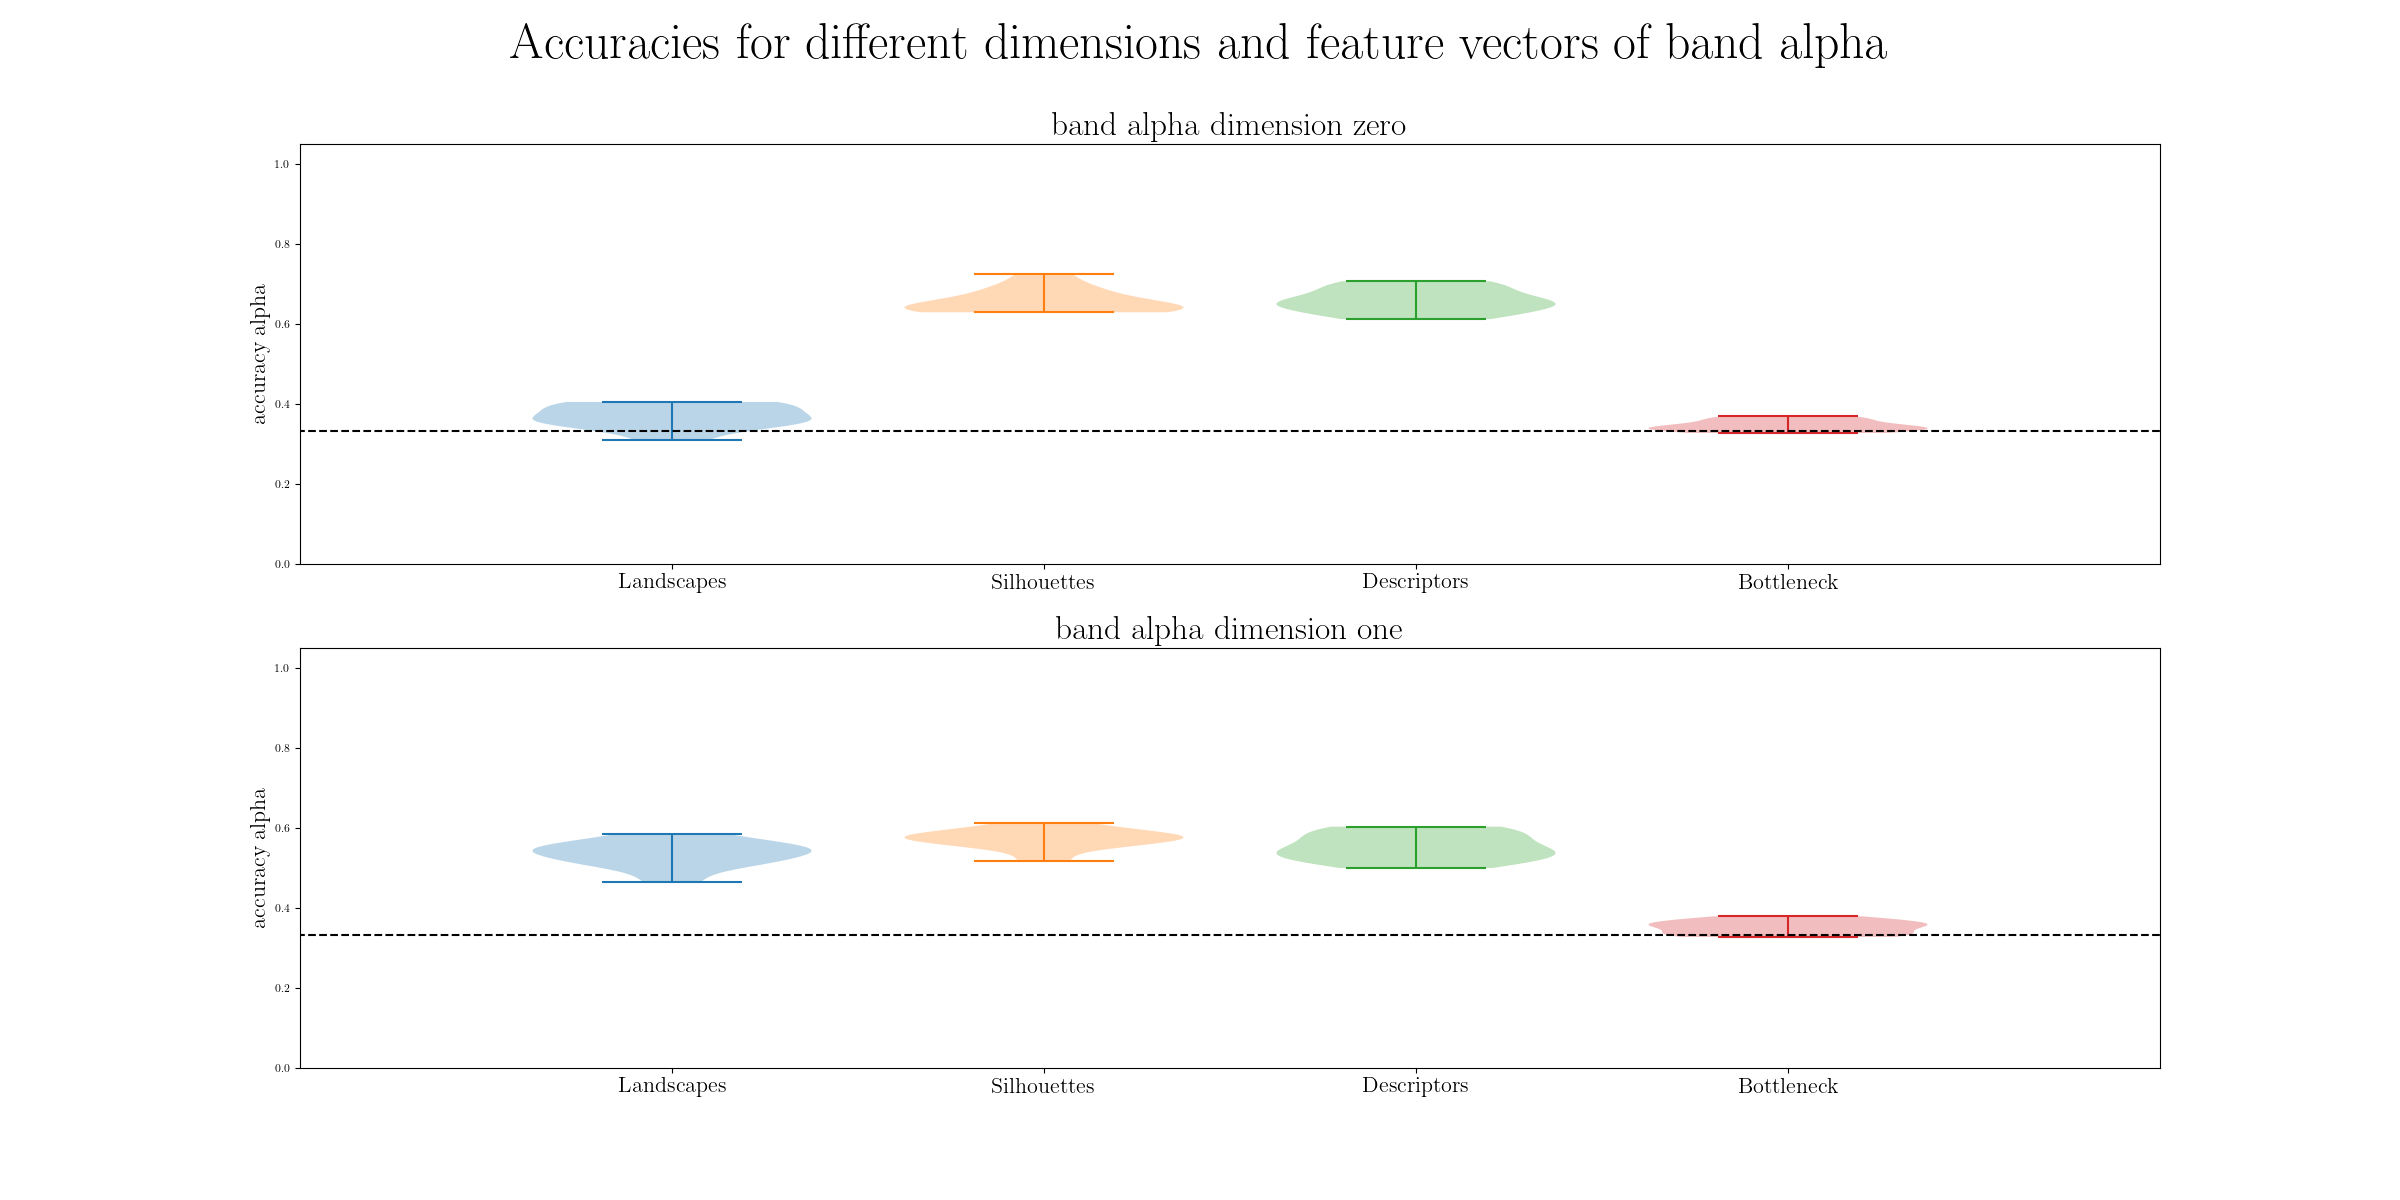 Accuracies for different dimensions and feature vectors of band alpha
band alpha dimension zero
1.0
0.8
0.6
0.4
0.2
0.0
accuracy alpha
Landscapes Silhouettes Descriptors Bottleneck
band alpha dimension one
1.0
0.8
0.6
0.4
0.2
0.0
accuracy alpha
Landscapes Silhouettes Descriptors Bottleneck